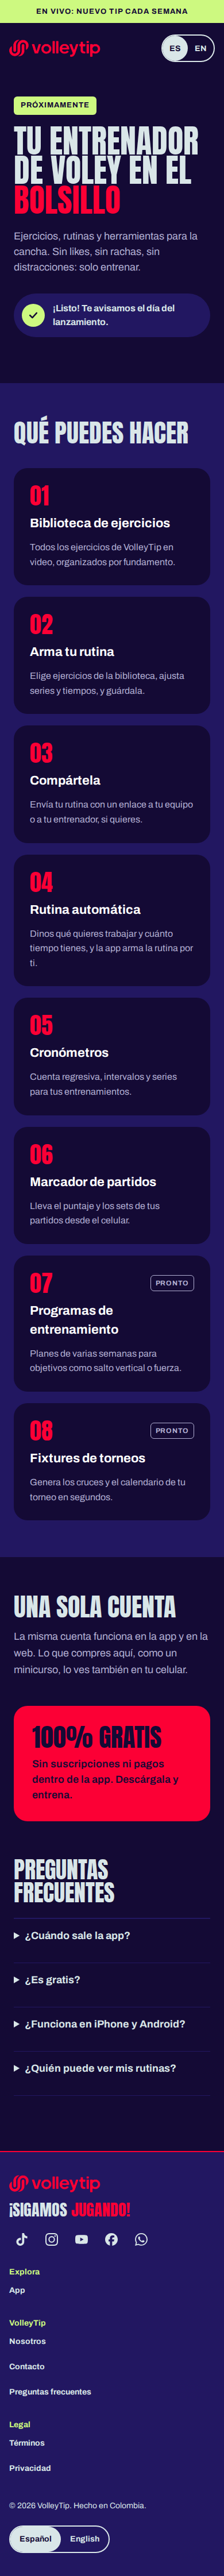 EN VIVO: NUEVO TIP CADA SEMANA
volleytip
ES EN
PRÓXIMAMENTE
TU ENTRENADOR
DE VOLEY EN EL
BOLSILLO
Ejercicios, rutinas y herramientas para la
cancha. Sin likes, sin rachas, sin
distracciones: solo entrenar.
¡Listo! Te avisamos el día del
lanzamiento.
QUÉ PUEDES HACER
01
Biblioteca de ejercicios
Todos los ejercicios de VolleyTip en
video, organizados por fundamento.
02
Arma tu rutina
Elige ejercicios de la biblioteca, ajusta
series y tiempos, y guárdala.
03
Compártela
Envía tu rutina con un enlace a tu equipo
o a tu entrenador, si quieres.
04
Rutina automática
Dinos qué quieres trabajar y cuánto
tiempo tienes, y la app arma la rutina por
ti.
05
Cronómetros
Cuenta regresiva, intervalos y series
para tus entrenamientos.
06
Marcador de partidos
Lleva el puntaje y los sets de tus
partidos desde el celular.
07
PRONTO
Programas de
entrenamiento
Planes de varias semanas para
objetivos como salto vertical o fuerza.
08
PRONTO
Fixtures de torneos
Genera los cruces y el calendario de tu
torneo en segundos.
UNA SOLA CUENTA
La misma cuenta funciona en la app y en la
web. Lo que compres aquí, como un
minicurso, lo ves también en tu celular.
100% GRATIS
Sin suscripciones ni pagos
dentro de la app. Descárgala y
entrena.
PREGUNTAS
FRECUENTES
¿Cuándo sale la app?
¿Es gratis?
¿Funciona en iPhone y Android?
¿Quién puede ver mis rutinas?
volleytip
¡SIGAMOS JUGANDO!
Explora
App
VolleyTip
Nosotros
Contacto
Preguntas frecuentes
Legal
Términos
Privacidad
© 2026 VolleyTip. Hecho en Colombia.
Español English